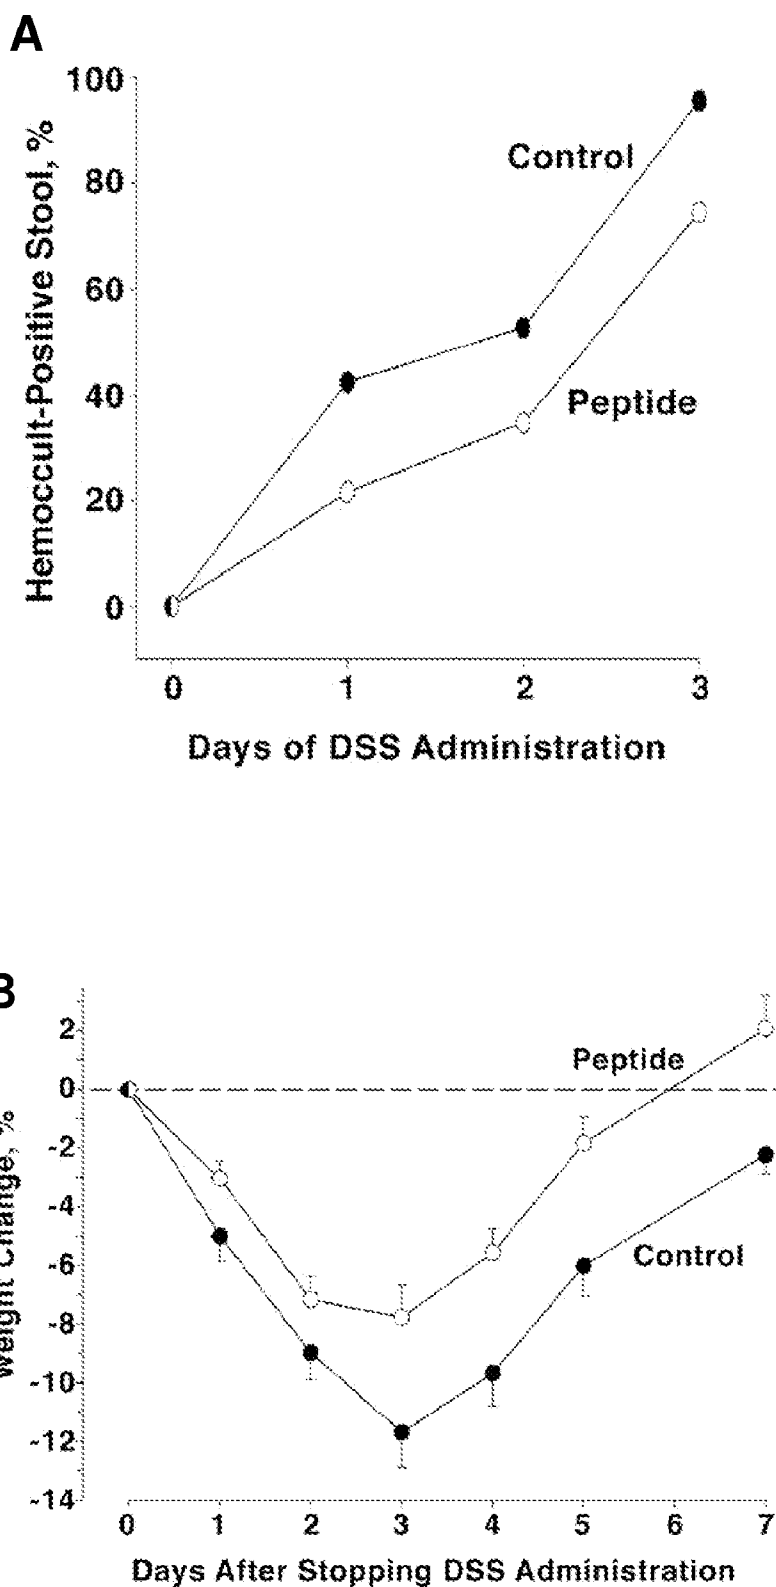 A
100
80
60
40
20
0
Hemoccult-Positive Stool, %
Control
Peptide
0 1 2 3
Days of DSS Administration
B
2
0
-2
-4
-6
-8
-10
-12
-14
Weight Change, %
Peptide
Control
0 1 2 3 4 5 6 7
Days After Stopping DSS Administration